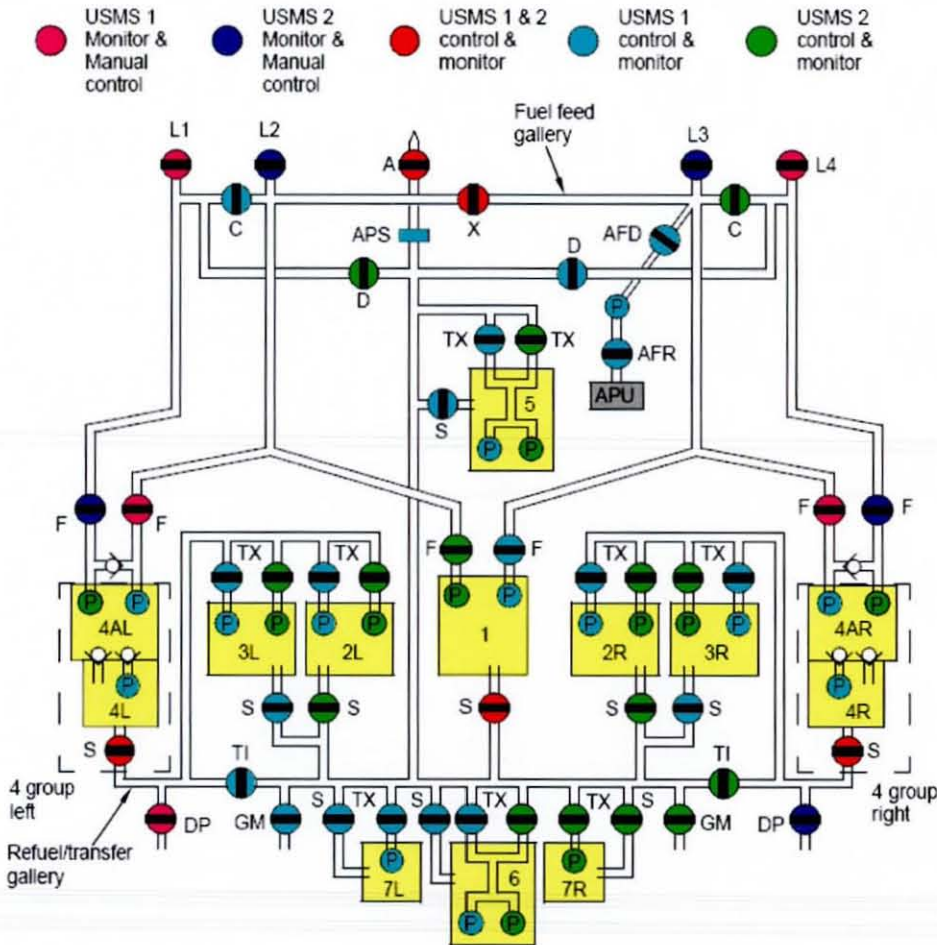 USMS 1
Monitor &
Manual
control
USMS 2
Monitor &
Manual
control
USMS 1 & 2
control &
monitor
USMS 1
control &
monitor
USMS 2
control &
monitor
Fuel feed
gallery
L1
L2
A
L3
L4
C
X
C
APS
AFD
D
D
P
TX
TX
AFR
APU
5
S
P
P
F
F
F
F
TX
TX
F
F
TX
TX
P
P
P
P
P
P
P
P
P
P
P
P
P
P
4AL
3L
2L
1
2R
3R
4AR
P
P
4L
4R
S
S
S
S
S
S
S
TI
TI
4 group
left
4 group
right
DP
GM
S
TX
S
TX
TX
S
GM
DP
Refuel/transfer
gallery
P
7L
6
P
7R
P
P